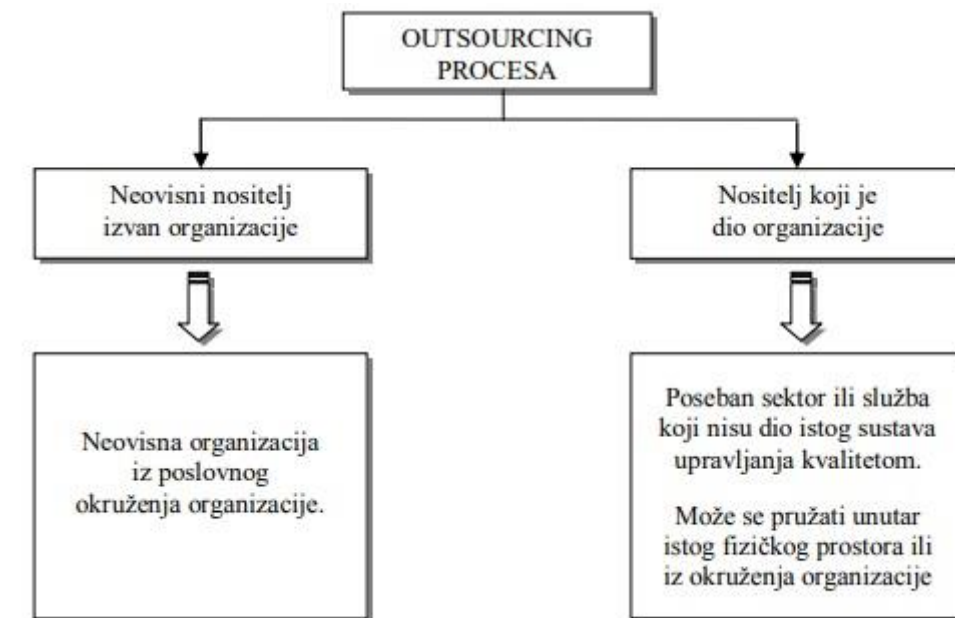 OUTSOURCING
PROCESA
Neovisni nositelj
izvan organizacije
Nositelj koji je
dio organizacije
Neovisna organizacija
iz poslovnog
okruženja organizacije.
Poseban sektor ili služba
koji nisu dio istog sustava
upravljanja kvalitetom.
Može se pružati unutar
istog fizičkog prostora ili
iz okruženja organizacije